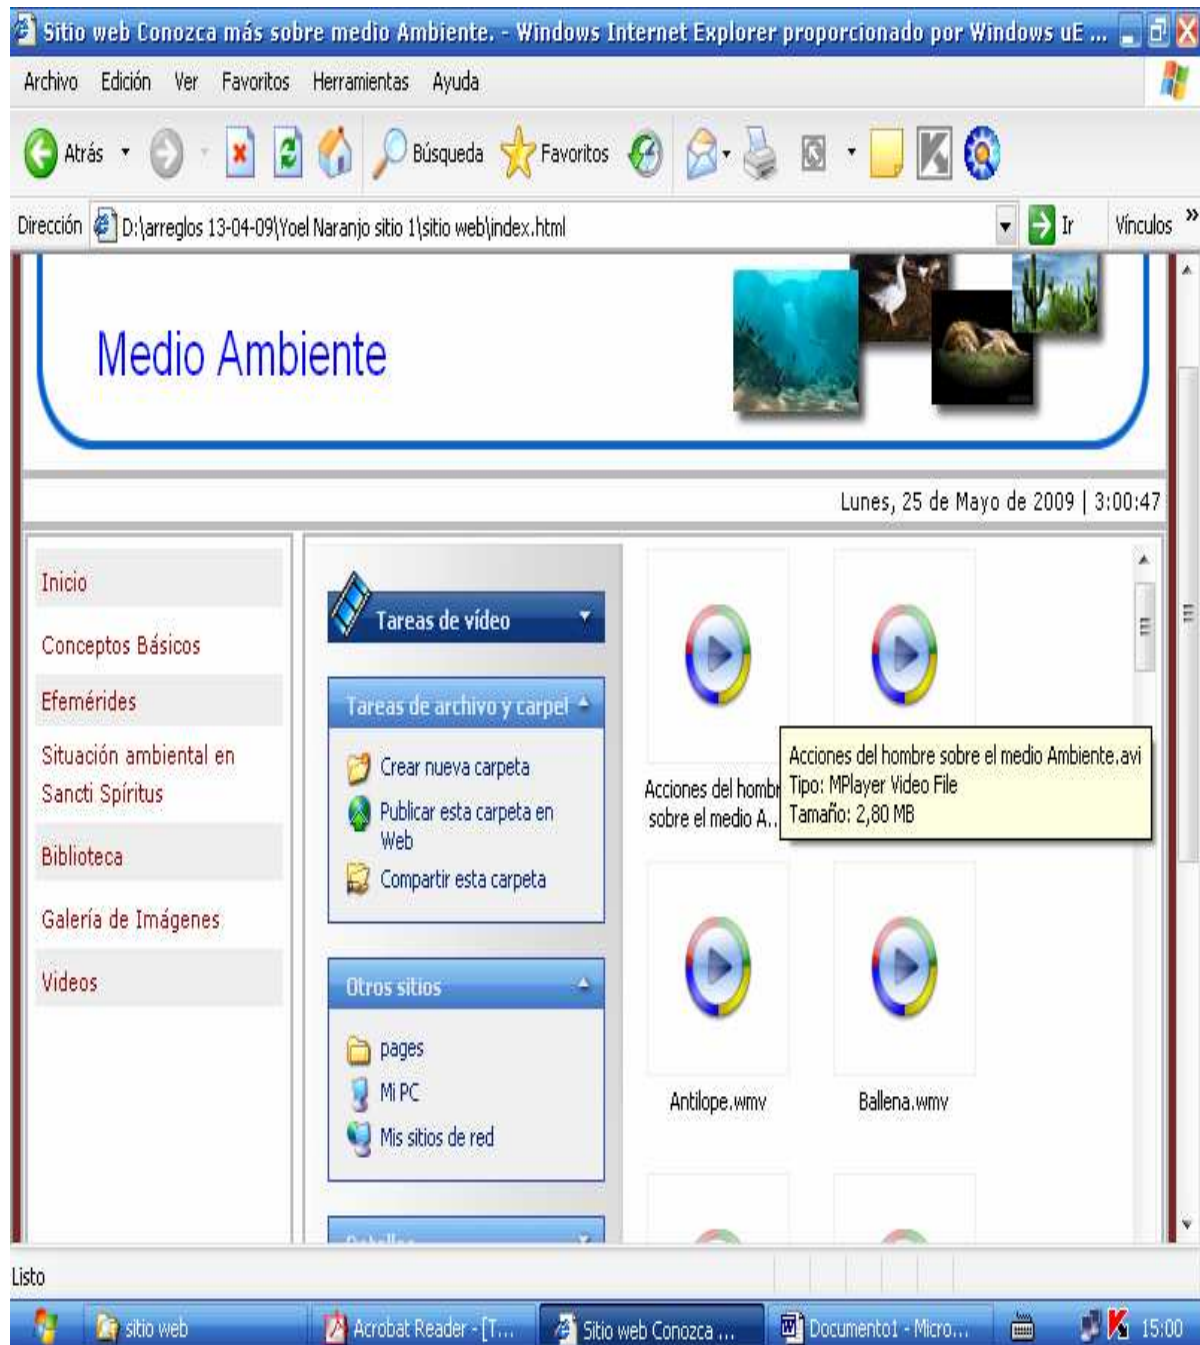 Sitio web Conozca más sobre medio Ambiente. - Windows Internet Explorer proporcionado por Windows uE ...
Archivo Edición Ver Favoritos Herramientas Ayuda
Atrás Búsqueda Favoritos
Dirección D:\arreglos 13-04-09\Yoel Naranjo sitio 1\sitio web\index.html Ir Vínculos »
Medio Ambiente
Lunes, 25 de Mayo de 2009 | 3:00:47
Inicio
Conceptos Básicos
Efemérides
Situación ambiental en
Sancti Spíritus
Biblioteca
Galería de Imágenes
Videos
Tareas de vídeo
Tareas de archivo y carpet
Crear nueva carpeta
Publicar esta carpeta en
Web
Compartir esta carpeta
Otros sitios
pages
Mi PC
Mis sitios de red
Detalles
Acciones del hombr
sobre el medio A...
Acciones del hombre sobre el medio Ambiente.avi
Tipo: MPlayer Video File
Tamaño: 2,80 MB
Antilope.wmv
Ballena.wmv
Listo
sitio web
Acrobat Reader - [T...
Sitio web Conozca ...
Documento1 - Micro...
15:00